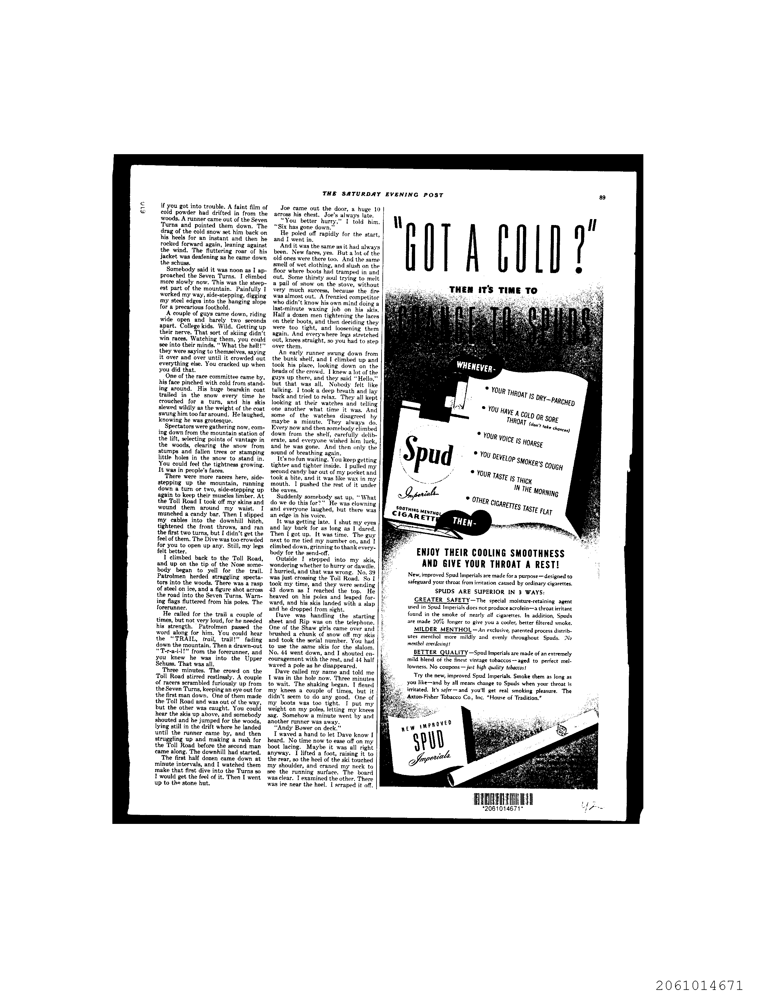 THE SATURDAY EVENING POST
89
if you got into trouble. A faint film of
cold powder had drifted in from the
woods. A runner came out of the Seven
Turns and pointed them down. The
drag of the cold snow set him back on
his heels for an instant and then he
rocked forward again, leaning against
the wind. The fluttering roar of his
jacket was deafening as he came down
the schuss.
Somebody said it was noon as I ap-
proached the Seven Turns. I climbed
more slowly now. This was the steep-
est part of the mountain. Painfully I
worked my way, side-stepping, digging
my steel edges into the hanging slope
for a precarious foothold.
A couple of guys came down, riding
wide open and barely two seconds
apart. College kids. Wild. Getting up
their nerve. That sort of skiing didn't
win races. Watching them, you could
see into their minds. "What the hell!"
they were saying to themselves, saying
it over and over until it crowded out
everything else. You cracked up when
you did that.
One of the race committee came by,
his face pinched with cold from stand-
ing around. His huge bearskin coat
trailed in the snow every time he
crouched for a turn, and his skis
slewed wildly as the weight of the coat
swung him too far around. He laughed,
knowing he was grotesque.
Spectators were gathering now, com-
ing down from the mountain station of
the lift, selecting points of vantage in
the woods, clearing the snow from
stumps and fallen trees or stamping
little holes in the snow to stand in.
You could feel the tightness growing.
It was in people's faces.
There were more racers here, side-
stepping up the mountain, running
down a turn or two, side-stepping up
again to keep their muscles limber. At
the Toll Road I took off my skins and
wound them around my waist. I
munched a candy bar. Then I slipped
my cables into the downhill hitch,
tightened the front throws, and ran
the first two turns, but I didn't get the
feel of them. The Dive was too crowded
for you to open up any. Still, my legs
felt better.
I climbed back to the Toll Road,
and up on the tip of the Nose some-
body began to yell for the trail.
Patrolmen herded straggling specta-
tors into the woods. There was a rasp
of steel on ice, and a figure shot across
the road into the Seven Turns. Warn-
ing flags fluttered from his poles. The
forerunner.
He called for the trail a couple of
times, but not very loud, for he needed
his strength. Patrolmen passed the
word along for him. You could hear
the "TRAIL, trail, trail!" fading
down the mountain. Then a drawn-out
"T-r-a-i-l" from the forerunner, and
you knew he was into the Upper
Schuss. That was all.
Three minutes. The crowd on the
Toll Road stirred restlessly. A couple
of racers scrambled furiously up from
the Seven Turns, keeping an eye out for
the first man down. One of them made
the Toll Road and was out of the way,
but the other was caught. You could
hear the skis up above, and somebody
shouted and he jumped for the woods,
lying still in the drift where he landed
until the runner came by, and then
struggling up and making a rush for
the Toll Road before the second man
came along. The downhill had started.
The first half dozen came down at
minute intervals, and I watched them
make that first dive into the Turns so
I would get the feel of it. Then I went
up to the stone hut.
Joe came out the door, a huge 10
across his chest. Joe's always late.
"You better hurry," I told him.
"Six has gone down."
He poled off rapidly for the start,
and I went in.
And it was the same as it had always
been. New faces, yes. But a lot of the
old ones were there too. And the same
smell of wet clothing, and slush on the
floor where boots had tramped in and
out. Some thirsty soul trying to melt
a pail of snow on the stove, without
very much success, because the fire
was almost out. A frenzied competitor
who didn't know his own mind doing a
last-minute waxing job on his skis.
Half a dozen men tightening the laces
on their boots, and then deciding they
were too tight, and loosening them
again. And everywhere legs stretched
out, knees straight, so you had to step
over them.
An early runner swung down from
the bunk shelf, and I climbed up and
took his place, looking down on the
heads of the crowd. I knew a lot of the
guys up there, and they said "Hello,"
but that was all. Nobody felt like
talking. I took a deep breath and lay
back and tried to relax. They all kept
looking at their watches and telling
one another what time it was. And
some of the watches disagreed by
maybe a minute. They always do.
Every now and then somebody climbed
down from the shelf, carefully delib-
erate, and everyone wished him luck,
and he was gone. And then only the
sound of breathing again.
It's no fun waiting. You keep getting
tighter and tighter inside. I pulled my
second candy bar out of my pocket and
took a bite, and it was like wax in my
mouth. I pushed the rest of it under
the eaves.
Suddenly somebody sat up. "What
do we do this for?" He was clowning
and everyone laughed, but there was
an edge in his voice.
It was getting late. I shut my eyes
and lay back for as long as I dared.
Then I got up. It was time. The guy
next to me tied my number on, and I
climbed down, grinning to thank every-
body for the send-off.
Outside I stepped into my skis,
wondering whether to hurry or dawdle.
I hurried, and that was wrong. No. 39
was just crossing the Toll Road. So I
took my time, and they were sending
43 down as I reached the top. He
heaved on his poles and leaped for-
ward, and his skis landed with a slap
and he dropped from sight.
Dave was handling the starting
sheet and Rip was on the telephone.
One of the Shaw girls came over and
brushed a chunk of snow off my skis
and took the serial number. You had
to use the same skis for the slalom.
No. 44 went down, and I shouted en-
couragement with the rest, and 44 half
waved a pole as he disappeared.
Dave called my name and told me
I was in the hole now. Three minutes
to wait. The shaking began. I flexed
my knees a couple of times, but it
didn't seem to do any good. One of
my boots was too tight. I put my
weight on my poles, letting my knees
sag. Somehow a minute went by and
another runner was away.
"Andy Bower on deck."
I waved a hand to let Dave know I
heard. No time now to ease off on my
boot lacing. Maybe it was all right
anyway. I lifted a foot, raising it to
the rear, so the heel of the ski touched
my shoulder, and craned my neck to
see the running surface. The board
was clear. I examined the other. There
was ice near the heel. I scraped it off,
"GOT A COLD?"
THEN IT'S TIME TO
CHANGE TO SPUDS
WHENEVER-
• YOUR THROAT IS DRY-PARCHED
• YOU HAVE A COLD OR SORE
THROAT (don't take chances)
• YOUR VOICE IS HOARSE
• YOU DEVELOP SMOKER'S COUGH
• YOUR TASTE IS THICK
IN THE MORNING
• OTHER CIGARETTES TASTE FLAT
Spud
Imperials
SOOTHING MENTHOL
CIGARETTE
THEN-
ENJOY THEIR COOLING SMOOTHNESS
AND GIVE YOUR THROAT A REST!
New, improved Spud Imperials are made for a purpose—designed to
safeguard your throat from irritation caused by ordinary cigarettes.
SPUDS ARE SUPERIOR IN 3 WAYS:
GREATER SAFETY—The special moisture-retaining agent
used in Spud Imperials does not produce acrolein—a throat irritant
found in the smoke of nearly all cigarettes. In addition, Spuds
are made 20% longer to give you a cooler, better filtered smoke.
MILDER MENTHOL—An exclusive, patented process distrib-
utes menthol more mildly and evenly throughout Spuds. No
menthol overdosing!
BETTER QUALITY—Spud Imperials are made of an extremely
mild blend of the finest vintage tobaccos—aged to perfect mel-
lowness. No coupons—just high quality tobaccos!
Try the new, improved Spud Imperials. Smoke them as long as
you like—and by all means change to Spuds when your throat is
irritated. It's safer—and you'll get real smoking pleasure. The
Axton-Fisher Tobacco Co., Inc. "House of Tradition."
NEW IMPROVED
SPUD
Imperials
*2061014671*
42
2061014671